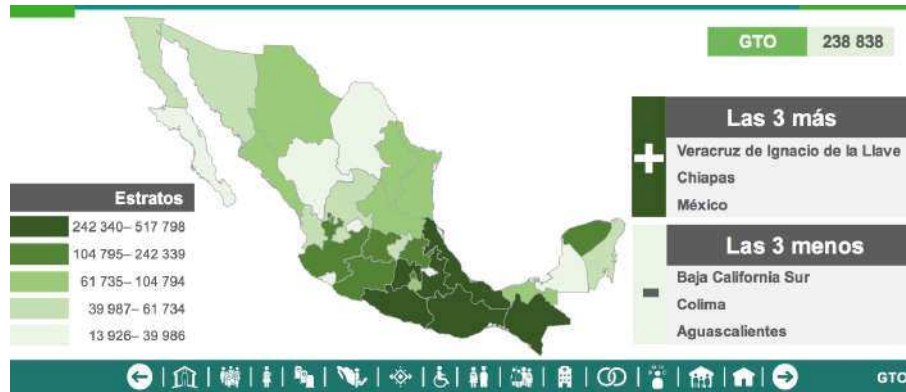 GTO 238 838
Las 3 más
Veracruz de Ignacio de la Llave
Chiapas
México
Estratos
242 340– 517 798
104 795– 242 339
61 735– 104 794
39 987– 61 734
13 926– 39 986
Las 3 menos
Baja California Sur
Colima
Aguascalientes
GTO